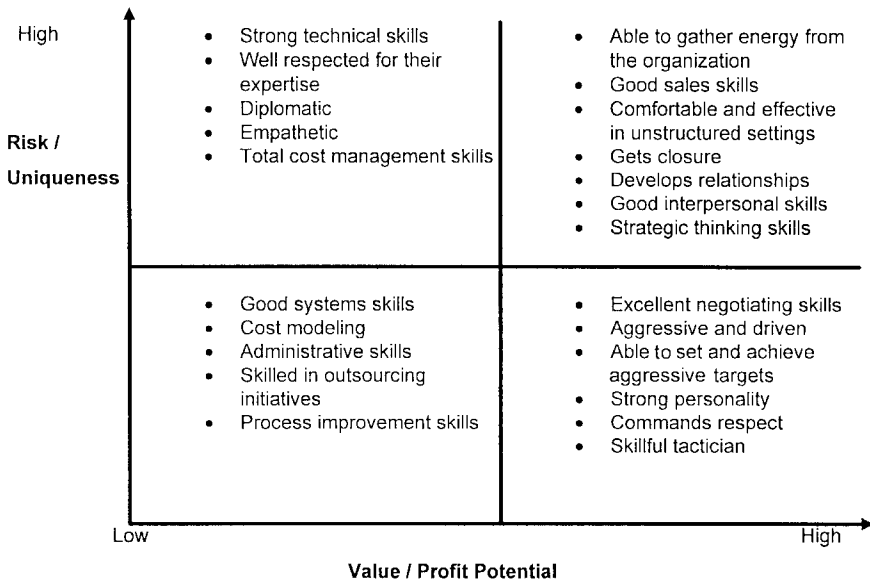 High
Risk /
Uniqueness
• Strong technical skills
• Well respected for their
expertise
• Diplomatic
• Empathetic
• Total cost management skills
• Able to gather energy from
the organization
• Good sales skills
• Comfortable and effective
in unstructured settings
• Gets closure
• Develops relationships
• Good interpersonal skills
• Strategic thinking skills
• Good systems skills
• Cost modeling
• Administrative skills
• Skilled in outsourcing
initiatives
• Process improvement skills
• Excellent negotiating skills
• Aggressive and driven
• Able to set and achieve
aggressive targets
• Strong personality
• Commands respect
• Skillful tactician
Low
High
Value / Profit Potential